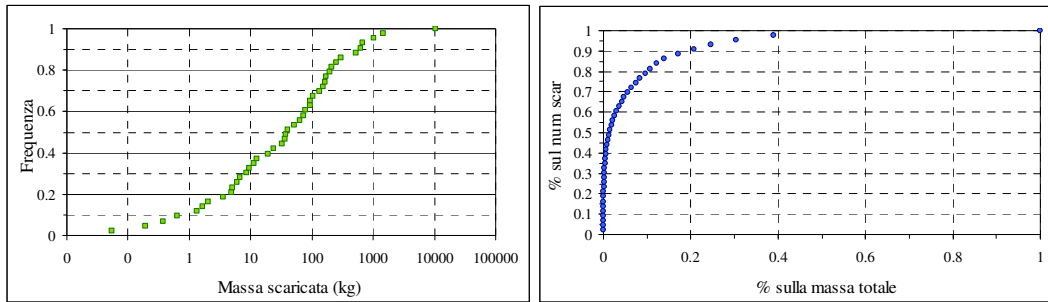 1
0.8
0.6
0.4
0.2
0
Frequenza
0 0 1 10 100 1000 10000 100000
Massa scaricata (kg)
1
0.9
0.8
0.7
0.6
0.5
0.4
0.3
0.2
0.1
0
% sul num scar
0 0.2 0.4 0.6 0.8 1
% sulla massa totale